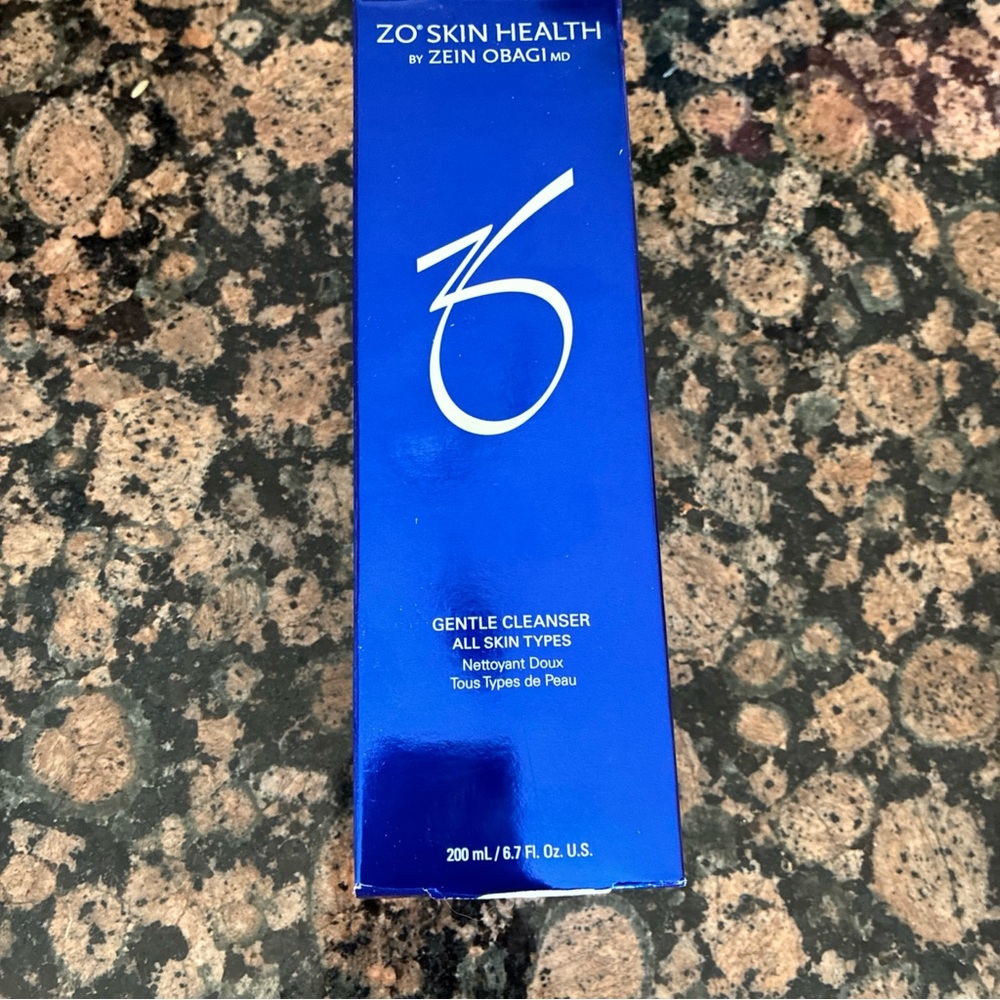 ZO® SKIN HEALTH
BY ZEIN OBAGI MD
GENTLE CLEANSER
ALL SKIN TYPES
Nettoyant Doux
Tous Types de Peau
200 mL / 6.7 Fl. Oz. U.S.